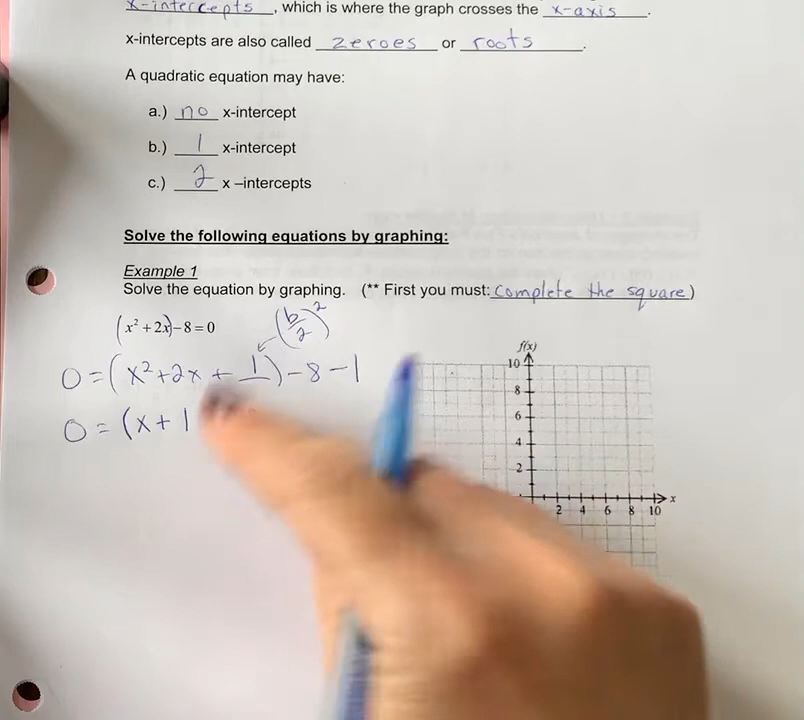 x-intercepts, which is where the graph crosses the x-axis.
x-intercepts are also called zeroes or roots.
A quadratic equation may have:
a.) no x-intercept
b.) 1 x-intercept
c.) 2 x –intercepts
Solve the following equations by graphing:
Example 1
Solve the equation by graphing. (** First you must: complete the square)
(x² + 2x) – 8 = 0
(b/2)²
0 = (x² + 2x + 1) – 8 – 1
0 = (x + 1
f(x)
10
8
6
4
2
x
2 4 6 8 10